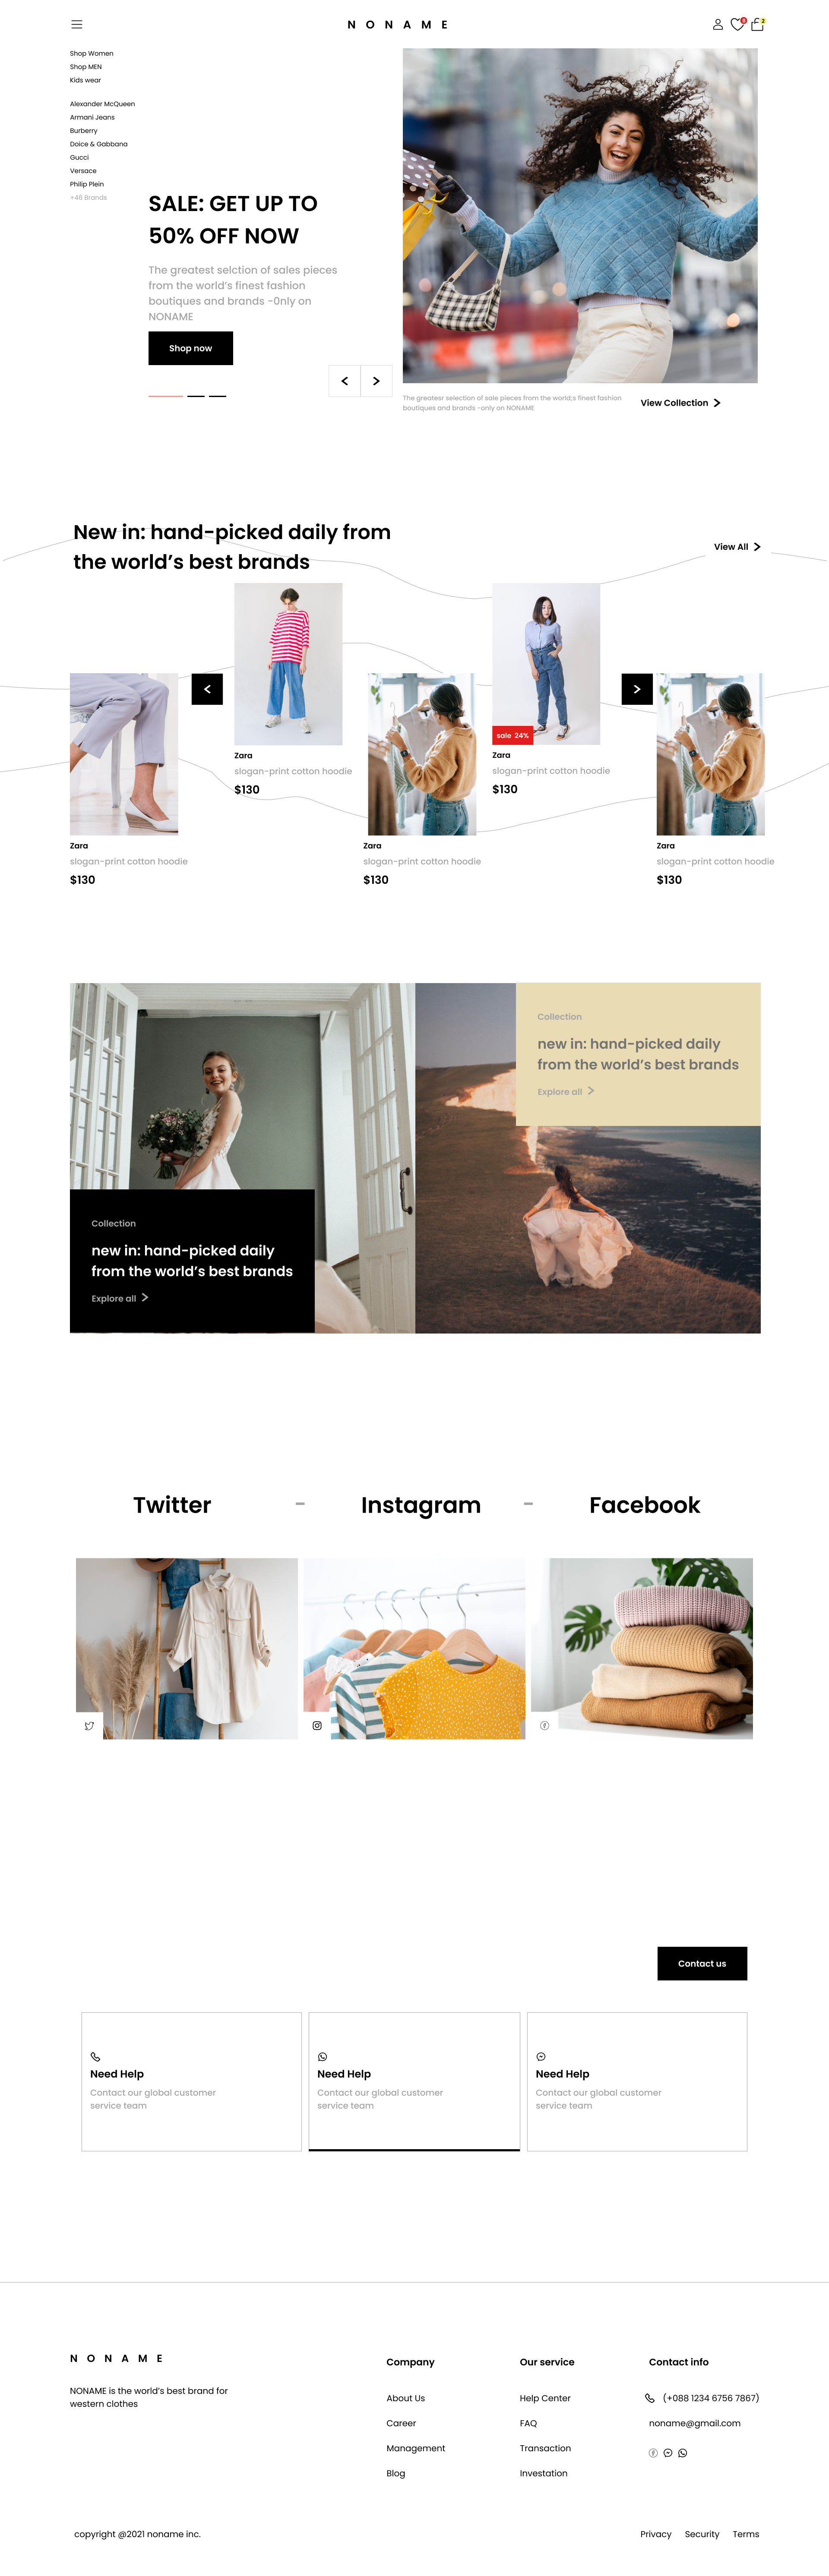 N O N A M E
3
2
Shop Women
Shop MEN
Kids wear
Alexander McQueen
Armani Jeans
Burberry
Doice & Gabbana
Gucci
Versace
Philip Plein
+46 Brands
SALE: GET UP TO
50% OFF NOW
The greatest selction of sales pieces
from the world's finest fashion
boutiques and brands -0nly on
NONAME
Shop now
The greatesr selection of sale pieces from the world;s finest fashion
boutiques and brands -only on NONAME
View Collection
New in: hand-picked daily from
the world's best brands
View All
Zara
slogan-print cotton hoodie
$130
Zara
slogan-print cotton hoodie
$130
Zara
slogan-print cotton hoodie
$130
sale 24%
Zara
slogan-print cotton hoodie
$130
Zara
slogan-print cotton hoodie
$130
Collection
new in: hand-picked daily
from the world's best brands
Explore all
Collection
new in: hand-picked daily
from the world's best brands
Explore all
Twitter - Instagram - Facebook
Contact us
Need Help
Contact our global customer
service team
Need Help
Contact our global customer
service team
Need Help
Contact our global customer
service team
N O N A M E
NONAME is the world's best brand for
western clothes
Company
About Us
Career
Management
Blog
Our service
Help Center
FAQ
Transaction
Investation
Contact info
(+088 1234 6756 7867)
noname@gmail.com
copyright @2021 noname inc.
Privacy Security Terms